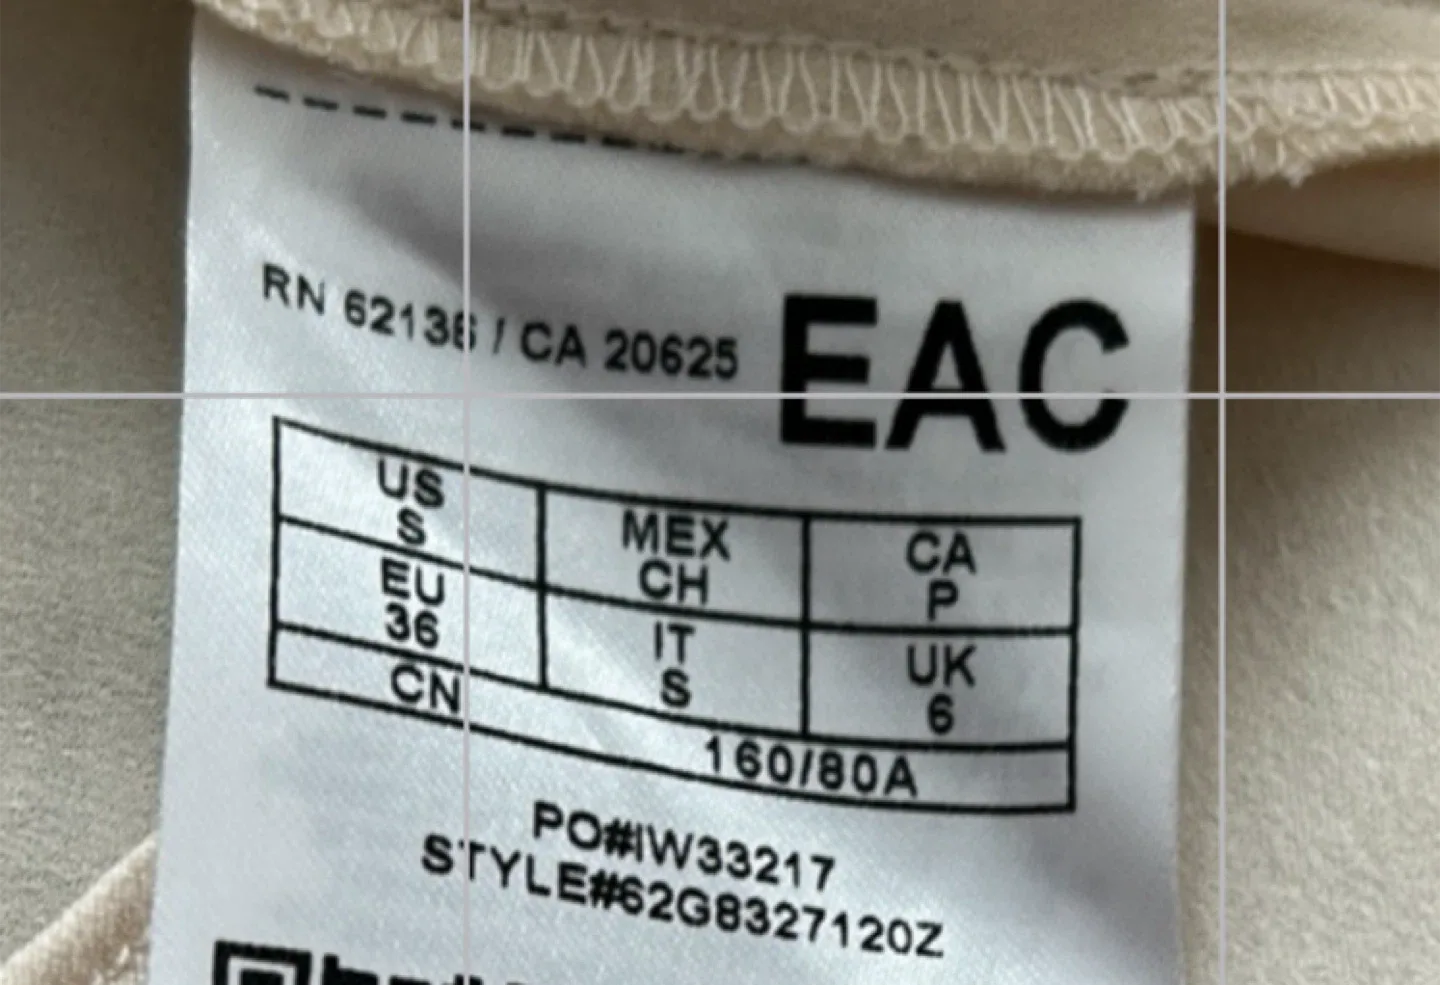 RN 62136 / CA 20625
EAC
US MEX CA
S CH P
EU IT UK
36 S 6
CN 160/80A
PO#IW33217
STYLE#62G8327120Z